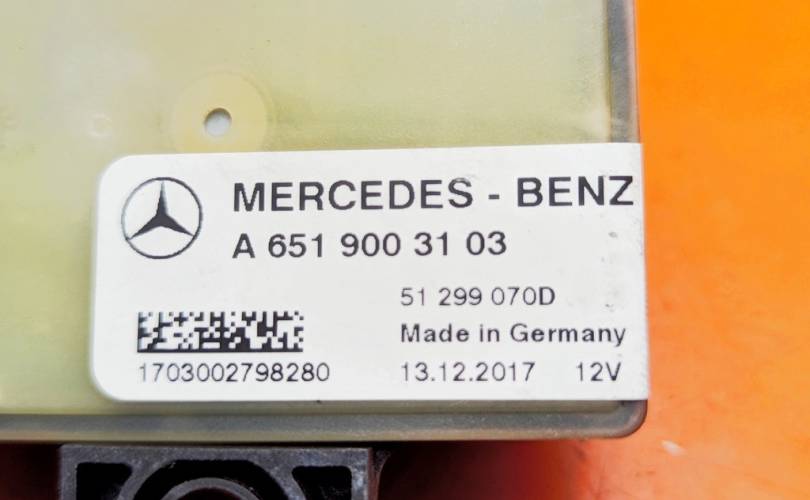 MERCEDES - BENZ
A 651 900 31 03
51 299 070D
Made in Germany
1703002798280 13.12.2017 12V